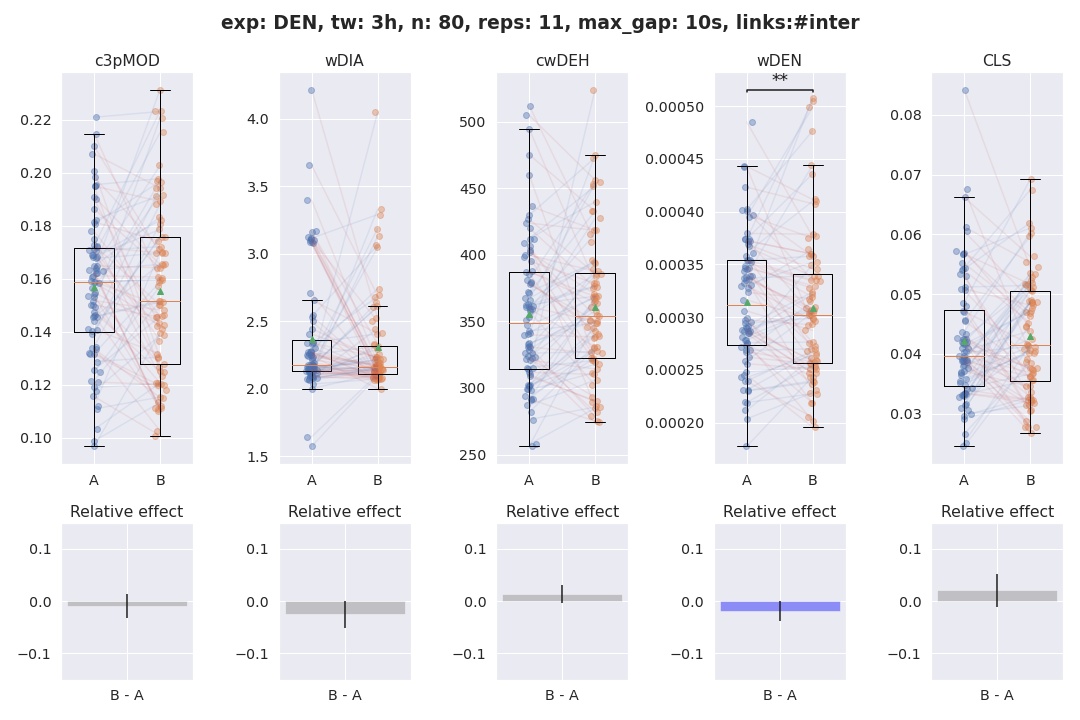 exp: DEN, tw: 3h, n: 80, reps: 11, max_gap: 10s, links:#inter
c3pMOD
wDIA
cwDEH
wDEN
CLS
**
0.22
0.20
0.18
0.16
0.14
0.12
0.10
A
B
4.0
3.5
3.0
2.5
2.0
1.5
A
B
500
450
400
350
300
250
A
B
0.00050
0.00045
0.00040
0.00035
0.00030
0.00025
0.00020
A
B
0.08
0.07
0.06
0.05
0.04
0.03
A
B
Relative effect
0.1
0.0
−0.1
B - A
Relative effect
0.1
0.0
−0.1
B - A
Relative effect
0.1
0.0
−0.1
B - A
Relative effect
0.1
0.0
−0.1
B - A
Relative effect
0.1
0.0
−0.1
B - A